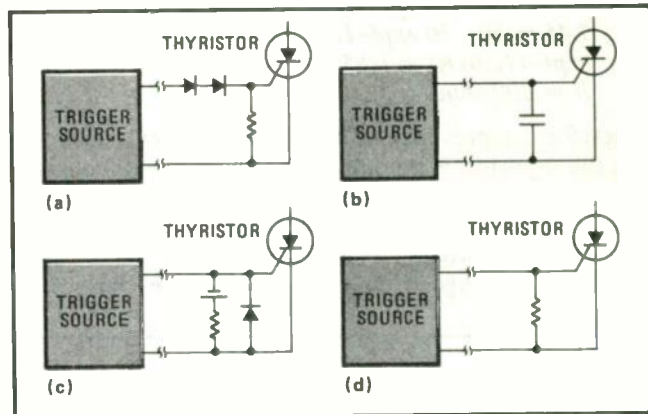 THYRISTOR
TRIGGER
SOURCE
(a)
THYRISTOR
TRIGGER
SOURCE
(b)
THYRISTOR
TRIGGER
SOURCE
(c)
THYRISTOR
TRIGGER
SOURCE
(d)